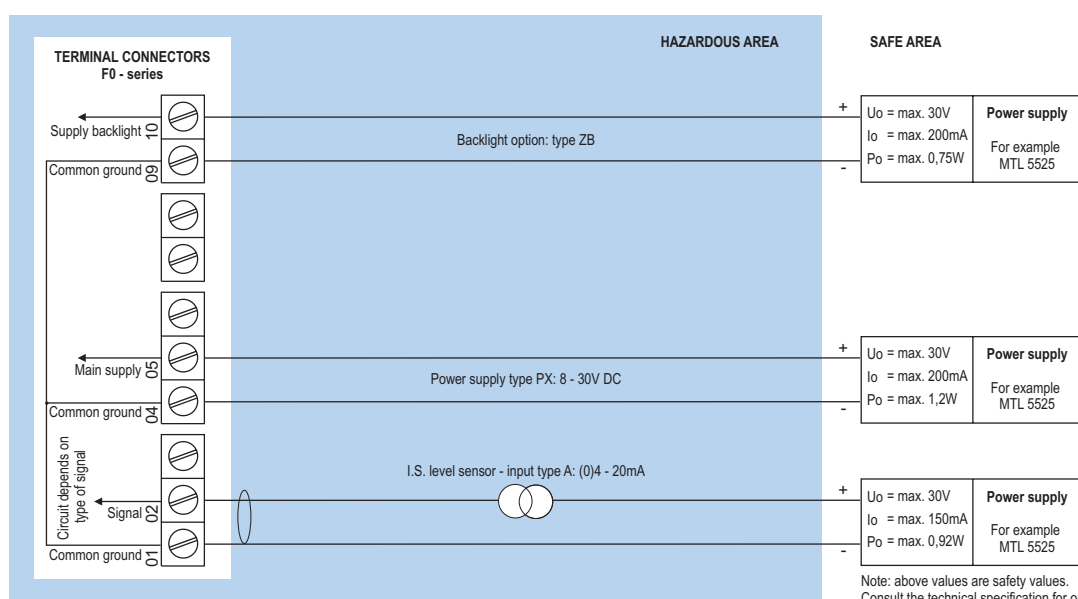 HAZARDOUS AREA
SAFE AREA
TERMINAL CONNECTORS
F0 - series
Supply backlight
10
Common ground
09
Backlight option: type ZB
+
-
Uo = max. 30V
Io = max. 200mA
Po = max. 0,75W
Power supply
For example
MTL 5525
Main supply
05
Common ground
04
Power supply type PX: 8 - 30V DC
+
-
Uo = max. 30V
Io = max. 200mA
Po = max. 1,2W
Power supply
For example
MTL 5525
Circuit depends on
type of signal
Signal
02
Common ground
01
I.S. level sensor - input type A: (0)4 - 20mA
+
-
Uo = max. 30V
Io = max. 150mA
Po = max. 0,92W
Power supply
For example
MTL 5525
Note: above values are safety values.
Consult the technical specification for